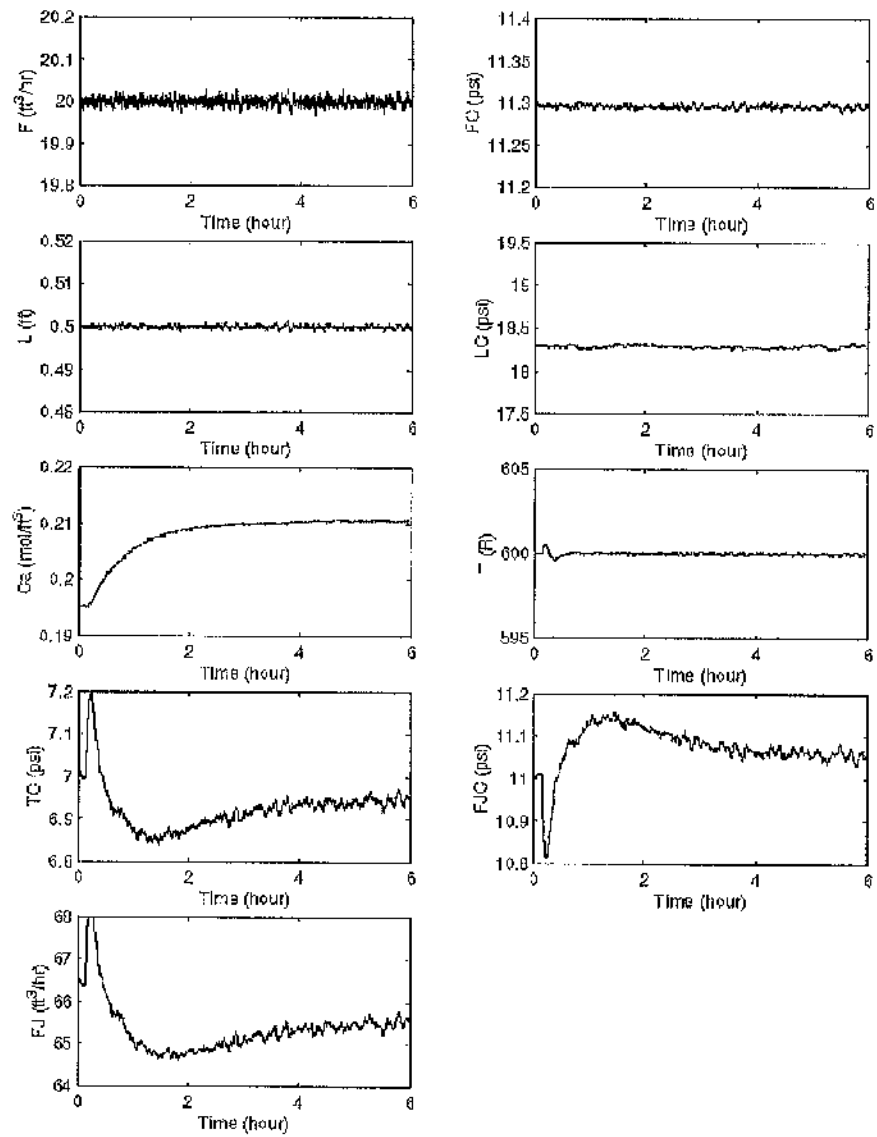 20.2
20.1
F (ft³/hr)
20
19.9
19.8
0 2 4 6
Time (hour)
11.4
11.35
FC (psi)
11.3
11.25
11.2
0 2 4 6
Time (hour)
0.52
0.51
L (ft)
0.5
0.49
0.48
0 2 4 6
Time (hour)
19.5
19
LC (psi)
18.5
18
17.5
0 2 4 6
Time (hour)
0.22
0.21
Ca (mol/ft³)
0.2
0.19
0 2 4 6
Time (hour)
605
T (R)
600
595
0 2 4 6
Time (hour)
7.2
7.1
TC (psi)
7
6.9
6.8
0 2 4 6
Time (hour)
11.2
11.1
FJC (psi)
11
10.9
10.8
0 2 4 6
Time (hour)
68
67
FJ (ft³/hr)
66
65
64
0 2 4 6
Time (hour)